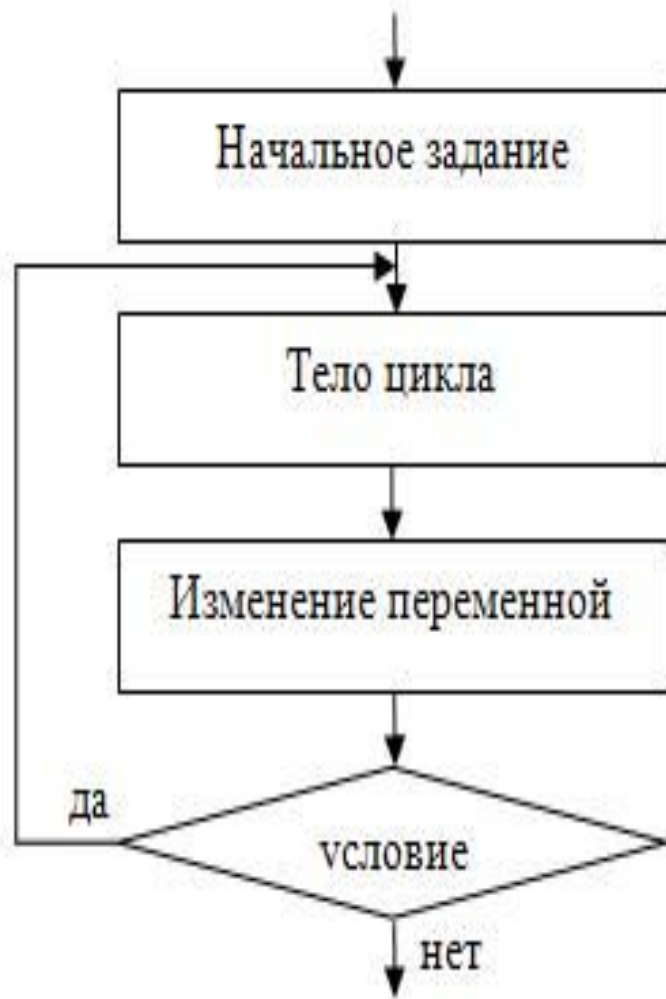 Начальное задание
Тело цикла
Изменение переменной
да
условие
нет